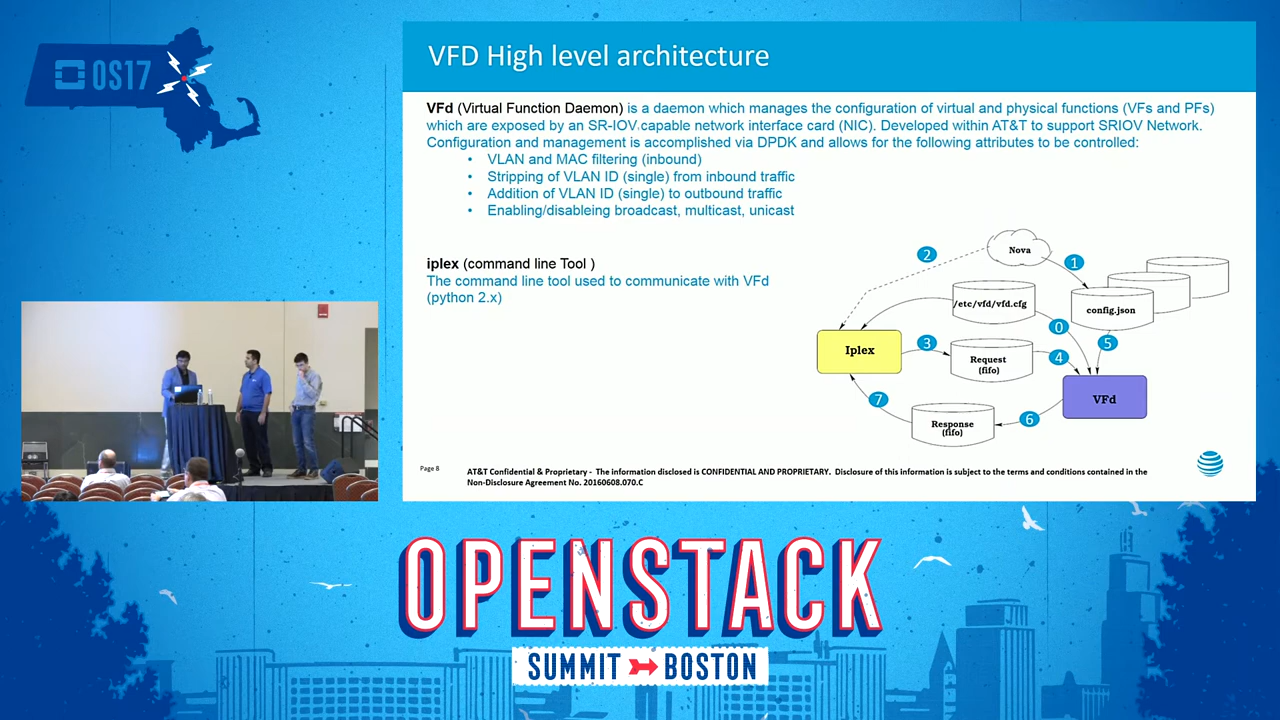 OS17
VFD High level architecture
VFd (Virtual Function Daemon) is a daemon which manages the configuration of virtual and physical functions (VFs and PFs)
which are exposed by an SR-IOV capable network interface card (NIC). Developed within AT&T to support SRIOV Network.
Configuration and management is accomplished via DPDK and allows for the following attributes to be controlled:
• VLAN and MAC filtering (inbound)
• Stripping of VLAN ID (single) from inbound traffic
• Addition of VLAN ID (single) to outbound traffic
• Enabling/disableing broadcast, multicast, unicast
iplex (command line Tool )
The command line tool used to communicate with VFd
(python 2.x)
Nova
2
1
/etc/vfd/vfd.cfg
config.json
0
5
Iplex
3
Request
(fifo)
4
VFd
7
Response
(fifo)
6
Page 8
AT&T Confidential & Proprietary - The information disclosed is CONFIDENTIAL AND PROPRIETARY. Disclosure of this information is subject to the terms and conditions contained in the
Non-Disclosure Agreement No. 20160608.070.C
OPENSTACK
SUMMIT BOSTON